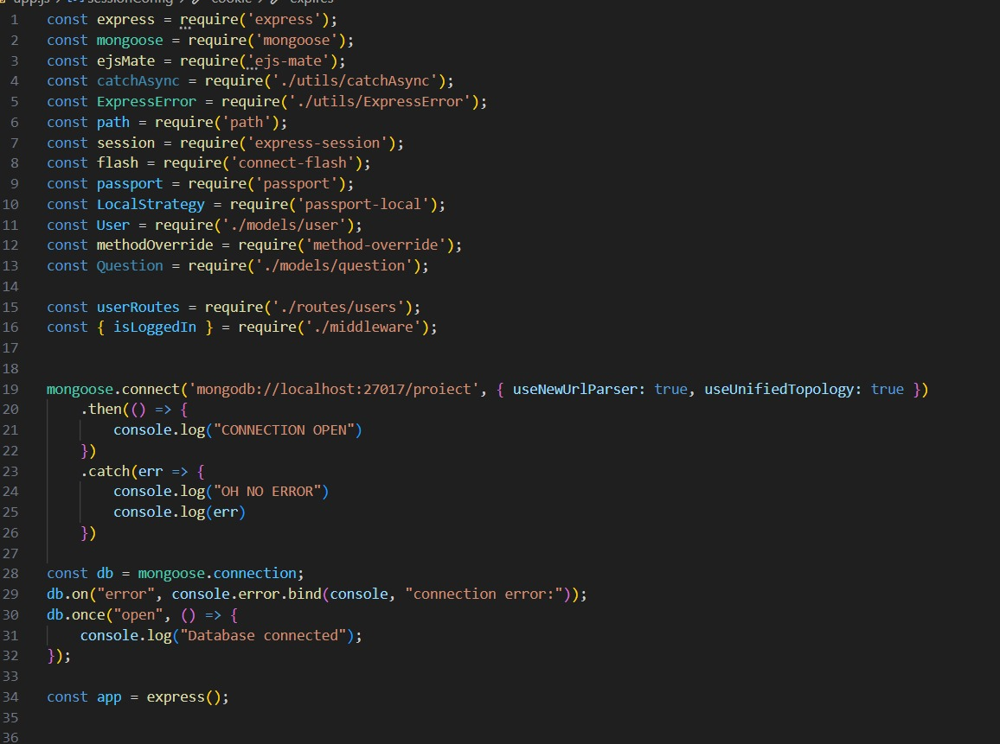 app.js > sessionConfig > cookie > expires
1 const express = require('express');
2 const mongoose = require('mongoose');
3 const ejsMate = require('ejs-mate');
4 const catchAsync = require('./utils/catchAsync');
5 const ExpressError = require('./utils/ExpressError');
6 const path = require('path');
7 const session = require('express-session');
8 const flash = require('connect-flash');
9 const passport = require('passport');
10 const LocalStrategy = require('passport-local');
11 const User = require('./models/user');
12 const methodOverride = require('method-override');
13 const Question = require('./models/question');
14
15 const userRoutes = require('./routes/users');
16 const { isLoggedIn } = require('./middleware');
17
18
19 mongoose.connect('mongodb://localhost:27017/proiect', { useNewUrlParser: true, useUnifiedTopology: true })
20     .then(() => {
21         console.log("CONNECTION OPEN")
22     })
23     .catch(err => {
24         console.log("OH NO ERROR")
25         console.log(err)
26     })
27
28 const db = mongoose.connection;
29 db.on("error", console.error.bind(console, "connection error:"));
30 db.once("open", () => {
31     console.log("Database connected");
32 });
33
34 const app = express();
35
36